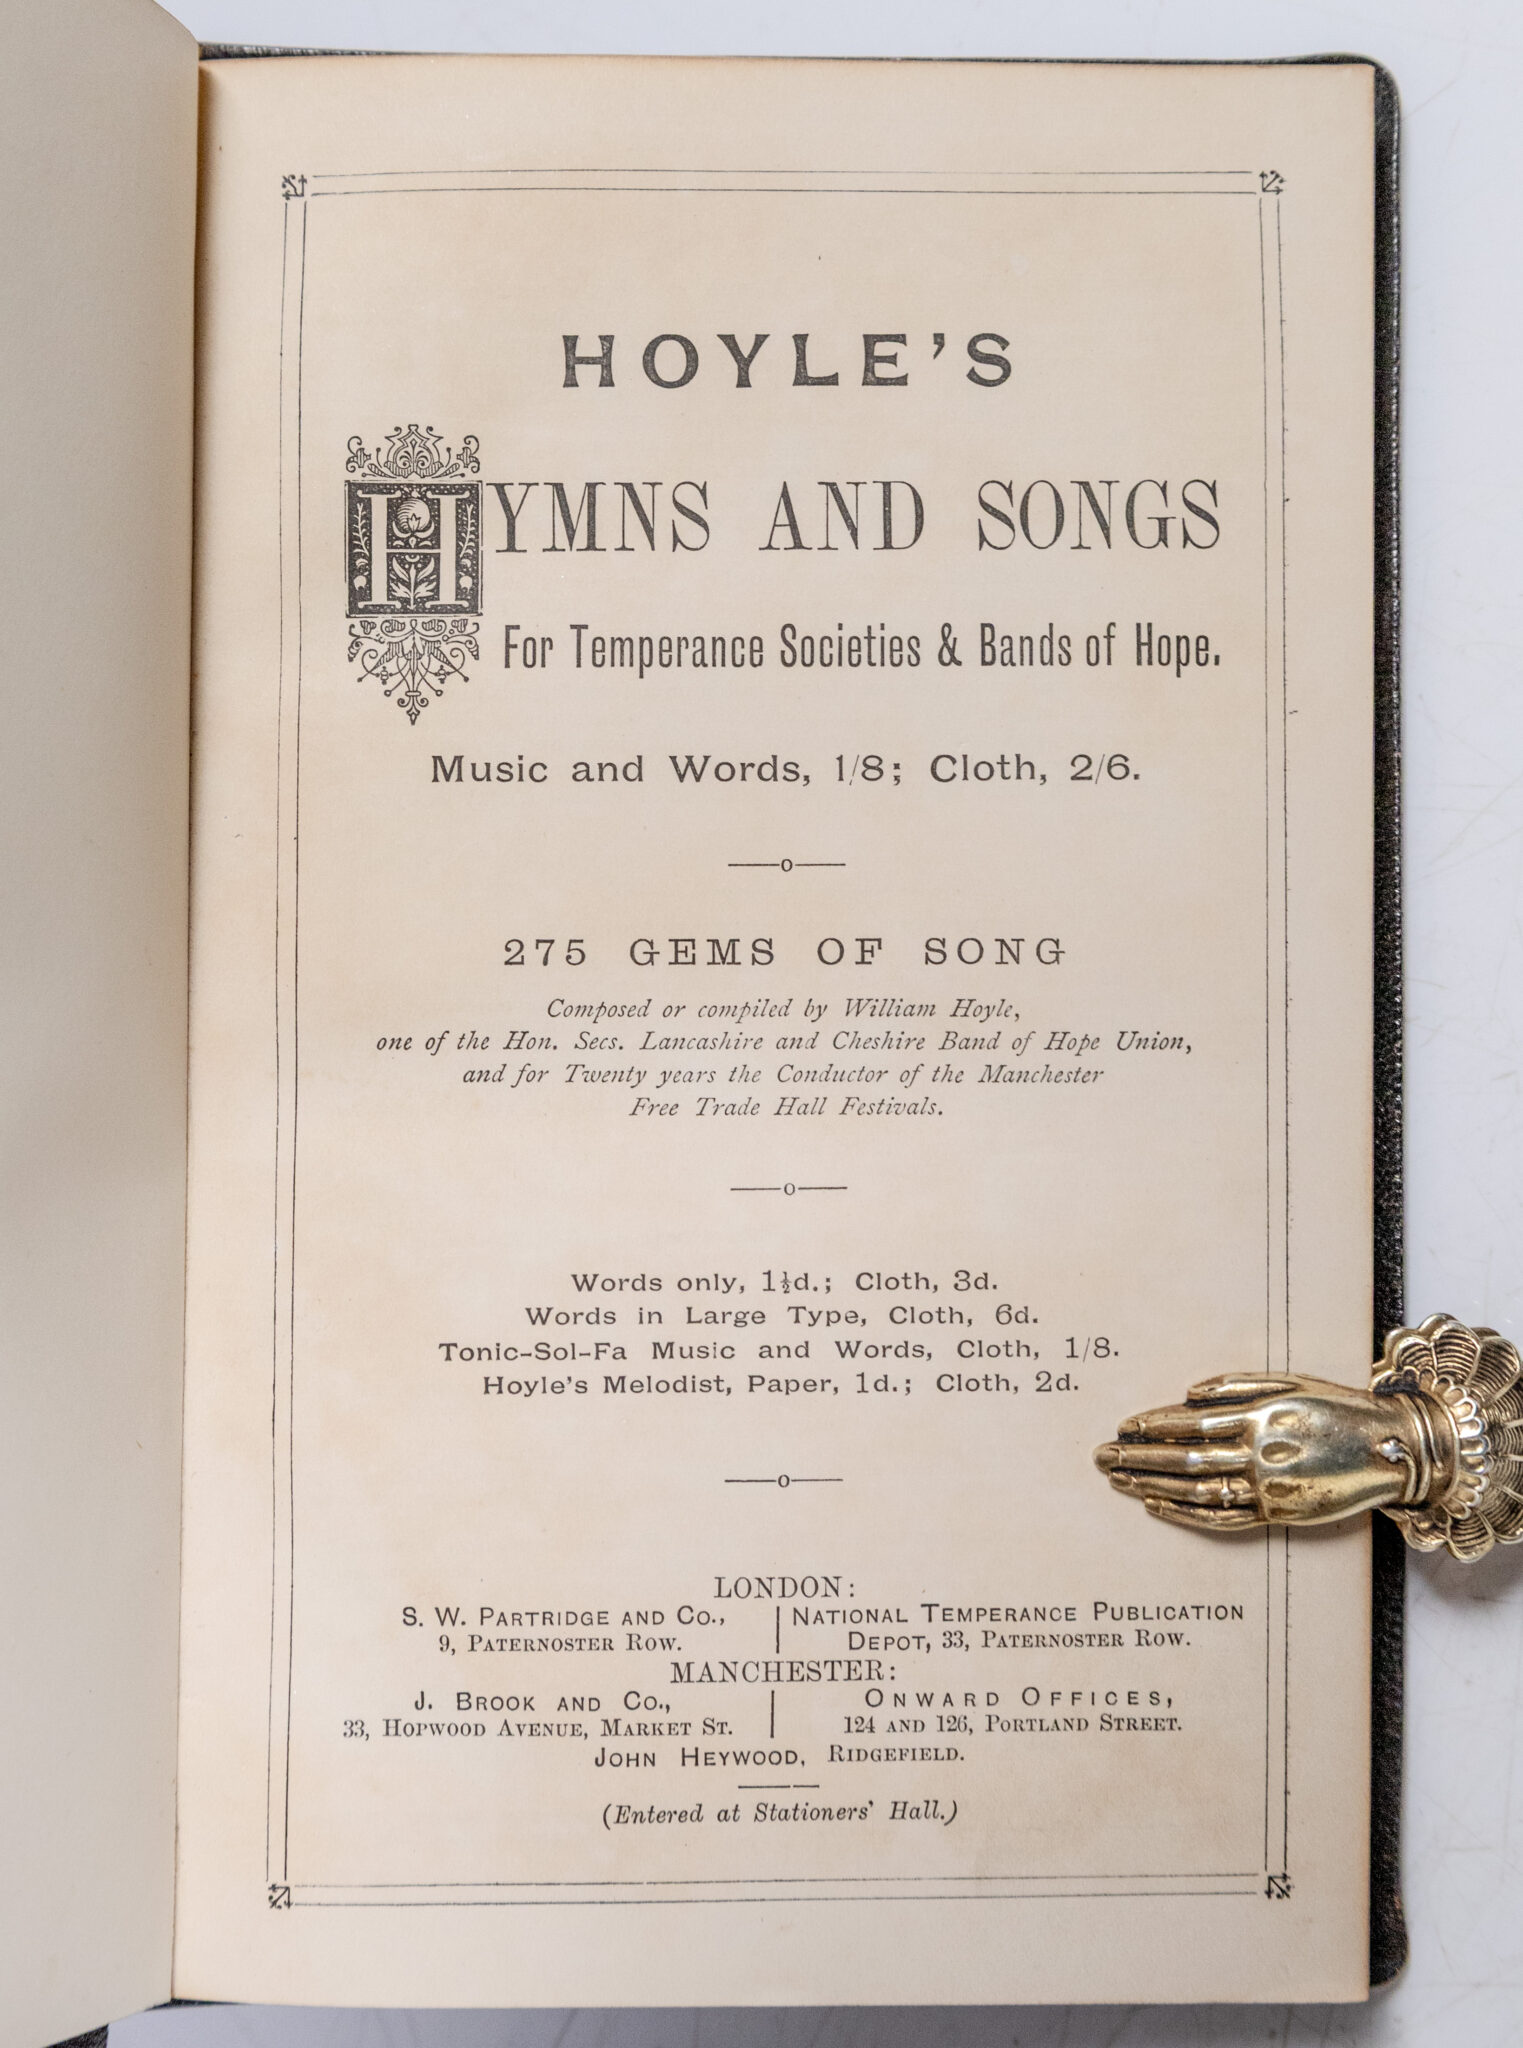 HOYLE'S
HYMNS AND SONGS
For Temperance Societies & Bands of Hope.
Music and Words, 1/8; Cloth, 2/6.
275 GEMS OF SONG
Composed or compiled by William Hoyle,
one of the Hon. Secs. Lancashire and Cheshire Band of Hope Union,
and for Twenty years the Conductor of the Manchester
Free Trade Hall Festivals.
Words only, 1½d.; Cloth, 3d.
Words in Large Type, Cloth, 6d.
Tonic-Sol-Fa Music and Words, Cloth, 1/8.
Hoyle's Melodist, Paper, 1d.; Cloth, 2d.
LONDON:
S. W. PARTRIDGE AND CO.,
9, PATERNOSTER ROW.
NATIONAL TEMPERANCE PUBLICATION
DEPOT, 33, PATERNOSTER ROW.
MANCHESTER:
J. BROOK AND CO.,
33, HOPWOOD AVENUE, MARKET ST.
ONWARD OFFICES,
124 AND 126, PORTLAND STREET.
JOHN HEYWOOD, RIDGEFIELD.
(Entered at Stationers' Hall.)